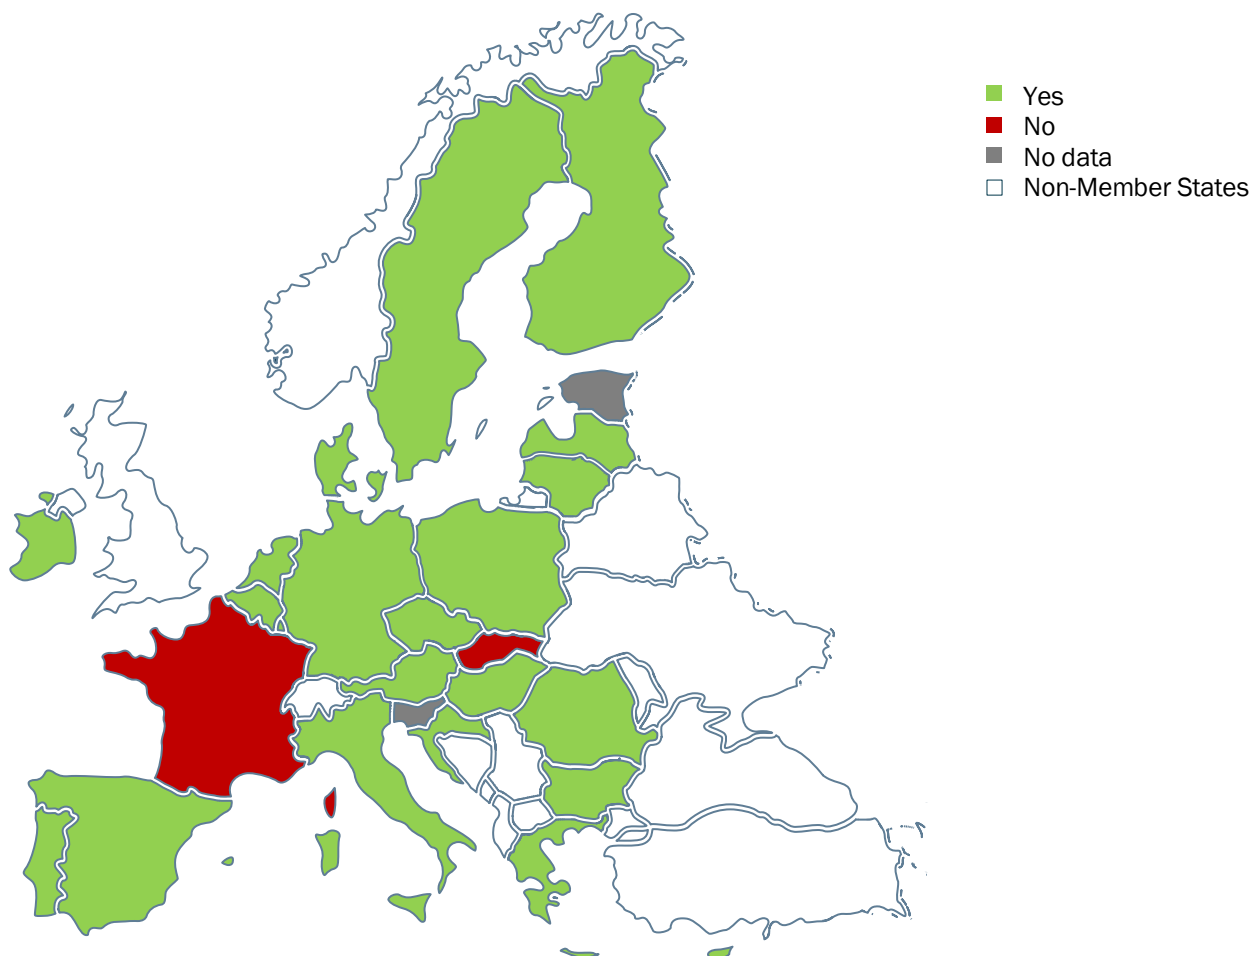 Yes
No
No data
Non-Member States